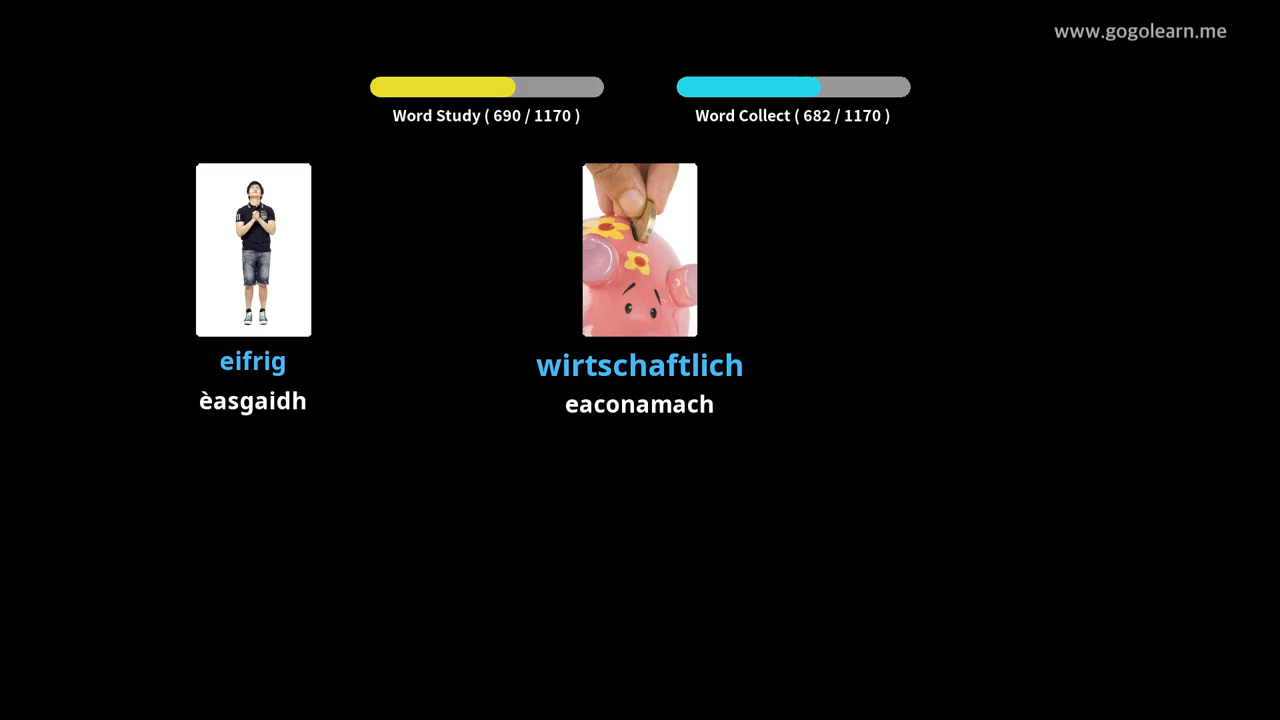 www.gogolearn.me
Word Study ( 690 / 1170 )
Word Collect ( 682 / 1170 )
eifrig
èasgaidh
wirtschaftlich
eaconamach